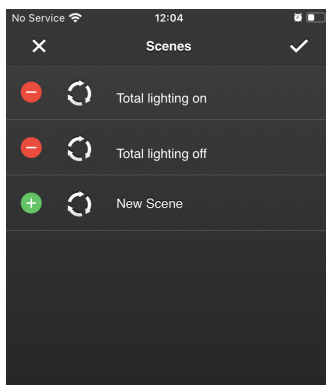 No Service 12:04
Scenes
Total lighting on
Total lighting off
New Scene